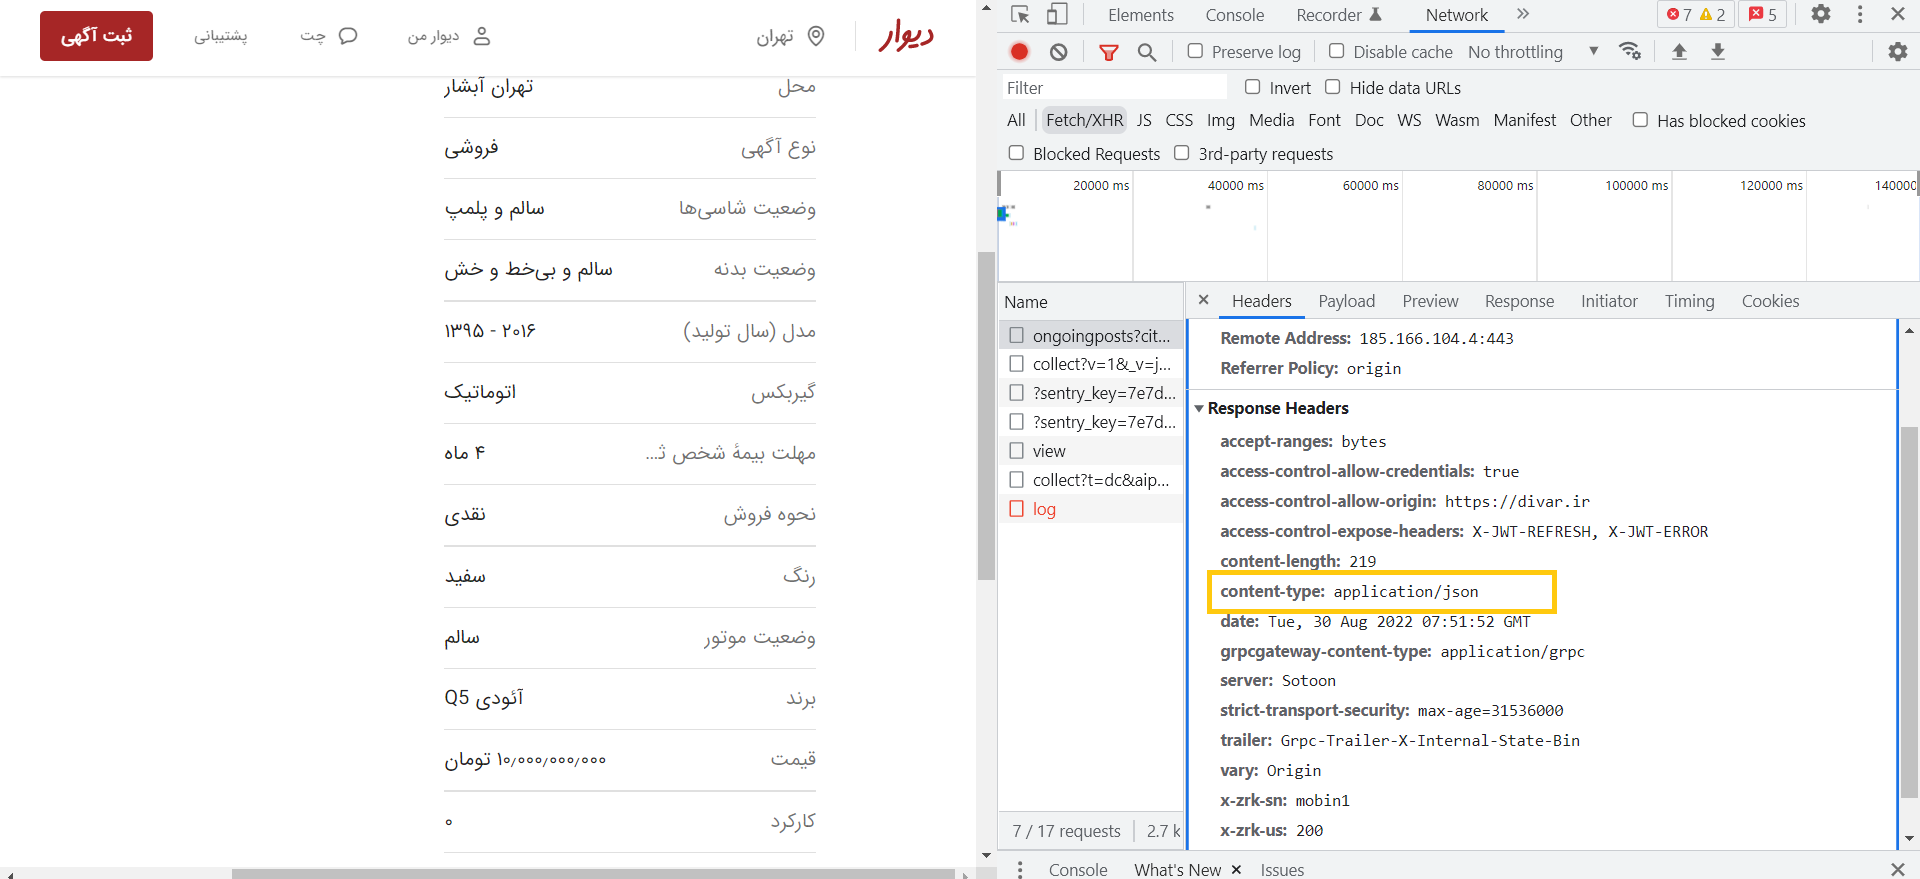 دیوار
تهران
دیوار من
چت
پشتیبانی
ثبت آگهی
محل تهران آبشار
نوع آگهی فروشی
وضعیت شاسی‌ها سالم و پلمپ
وضعیت بدنه سالم و بی‌خط و خش
مدل (سال تولید) ۲۰۱۶ - ۱۳۹۵
گیربکس اتوماتیک
مهلت بیمهٔ شخص ثـ... ۴ ماه
نحوه فروش نقدی
رنگ سفید
وضعیت موتور سالم
برند آئودی Q5
قیمت ۱۰٫۰۰۰٫۰۰۰٫۰۰۰ تومان
کارکرد ۰
Elements Console Recorder Network 7 2 5
Preserve log Disable cache No throttling
Filter Invert Hide data URLs
All Fetch/XHR JS CSS Img Media Font Doc WS Wasm Manifest Other Has blocked cookies
Blocked Requests 3rd-party requests
20000 ms 40000 ms 60000 ms 80000 ms 100000 ms 120000 ms 140000
Name
ongoingposts?cit...
collect?v=1&_v=j...
?sentry_key=7e7d...
?sentry_key=7e7d...
view
collect?t=dc&aip...
log
7 / 17 requests 2.7 k
Headers Payload Preview Response Initiator Timing Cookies
Remote Address: 185.166.104.4:443
Referrer Policy: origin
Response Headers
accept-ranges: bytes
access-control-allow-credentials: true
access-control-allow-origin: https://divar.ir
access-control-expose-headers: X-JWT-REFRESH, X-JWT-ERROR
content-length: 219
content-type: application/json
date: Tue, 30 Aug 2022 07:51:52 GMT
grpcgateway-content-type: application/grpc
server: Sotoon
strict-transport-security: max-age=31536000
trailer: Grpc-Trailer-X-Internal-State-Bin
vary: Origin
x-zrk-sn: mobin1
x-zrk-us: 200
Console What's New Issues